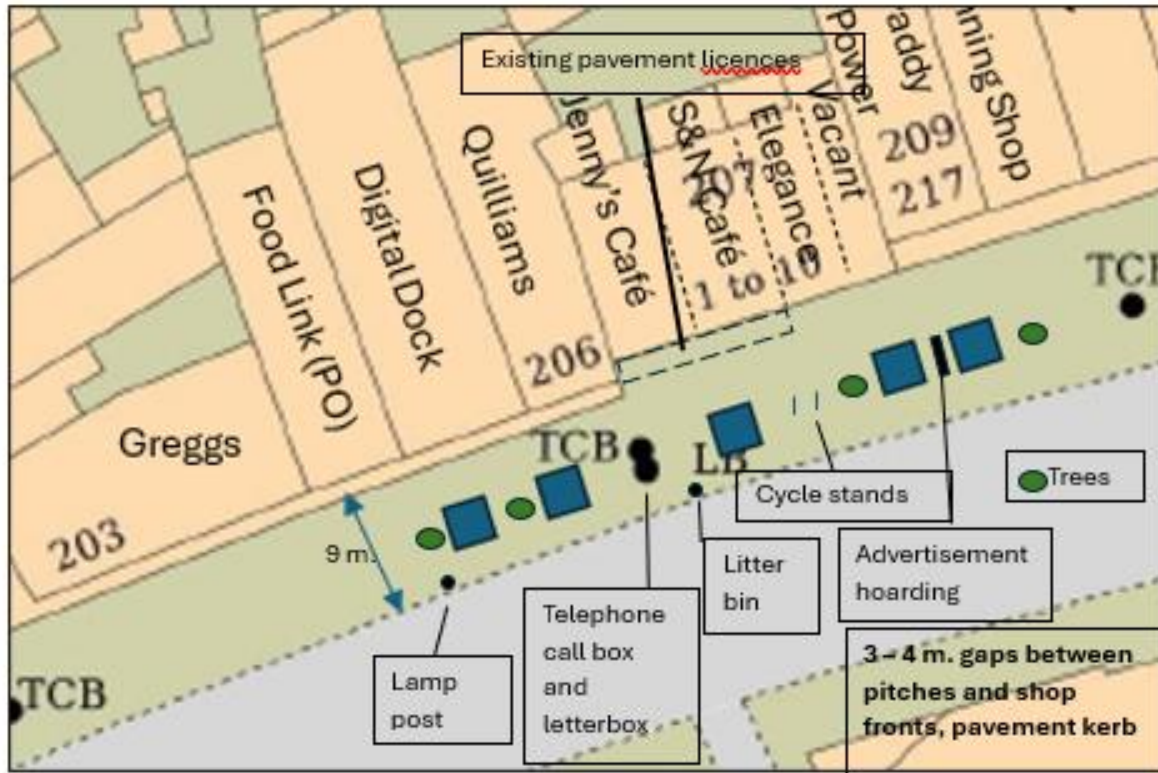 Existing pavement licences
Power
addy
nning Shop
Jenny's Café
S&N Café
Elegance
Vacant
209
217
207
1 to 10
Quilliams
Digital Dock
Food Link (PO)
206
Greggs
203
TCB
TCB
LB
Cycle stands
Trees
9 m.
Litter
bin
Advertisement
hoarding
Telephone
call box
and
letterbox
Lamp
post
TCB
3 – 4 m. gaps between
pitches and shop
fronts, pavement kerb